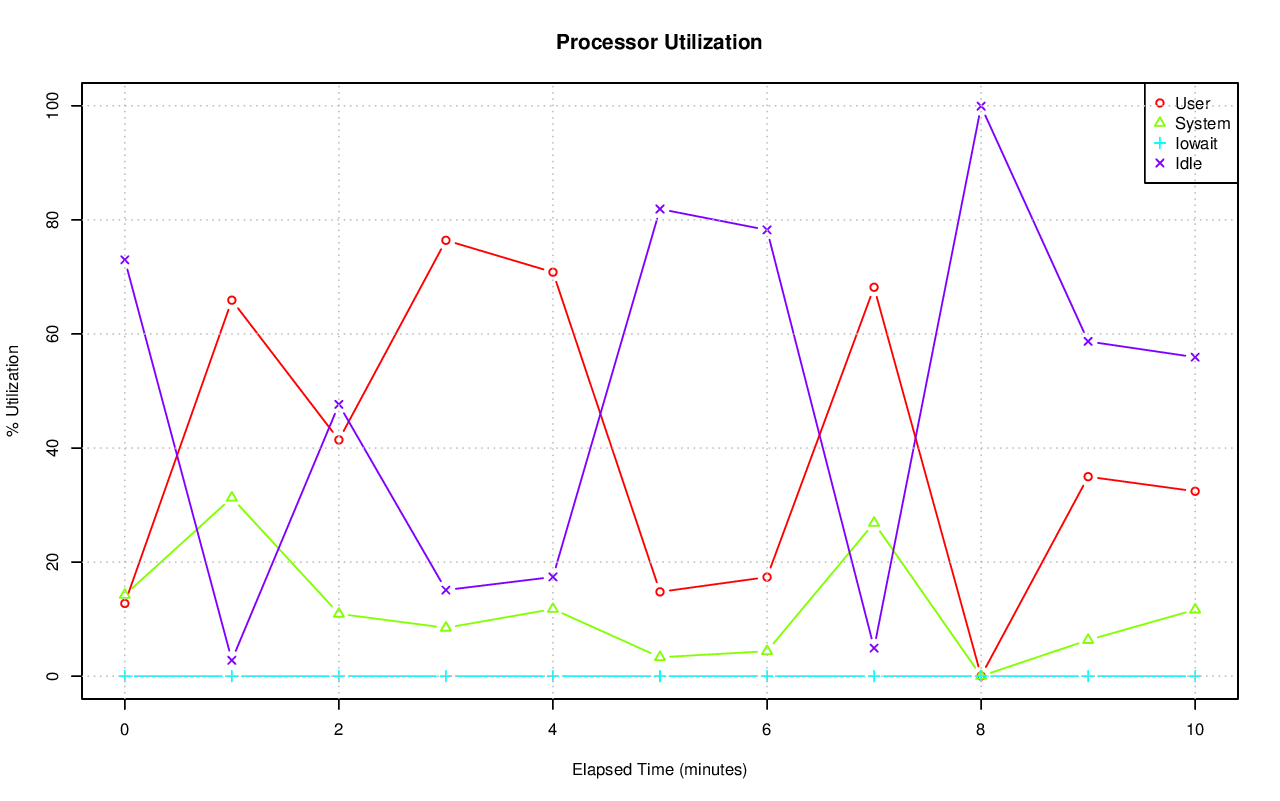 Processor Utilization
User
System
Iowait
Idle
% Utilization
100
80
60
40
20
0
0 2 4 6 8 10
Elapsed Time (minutes)